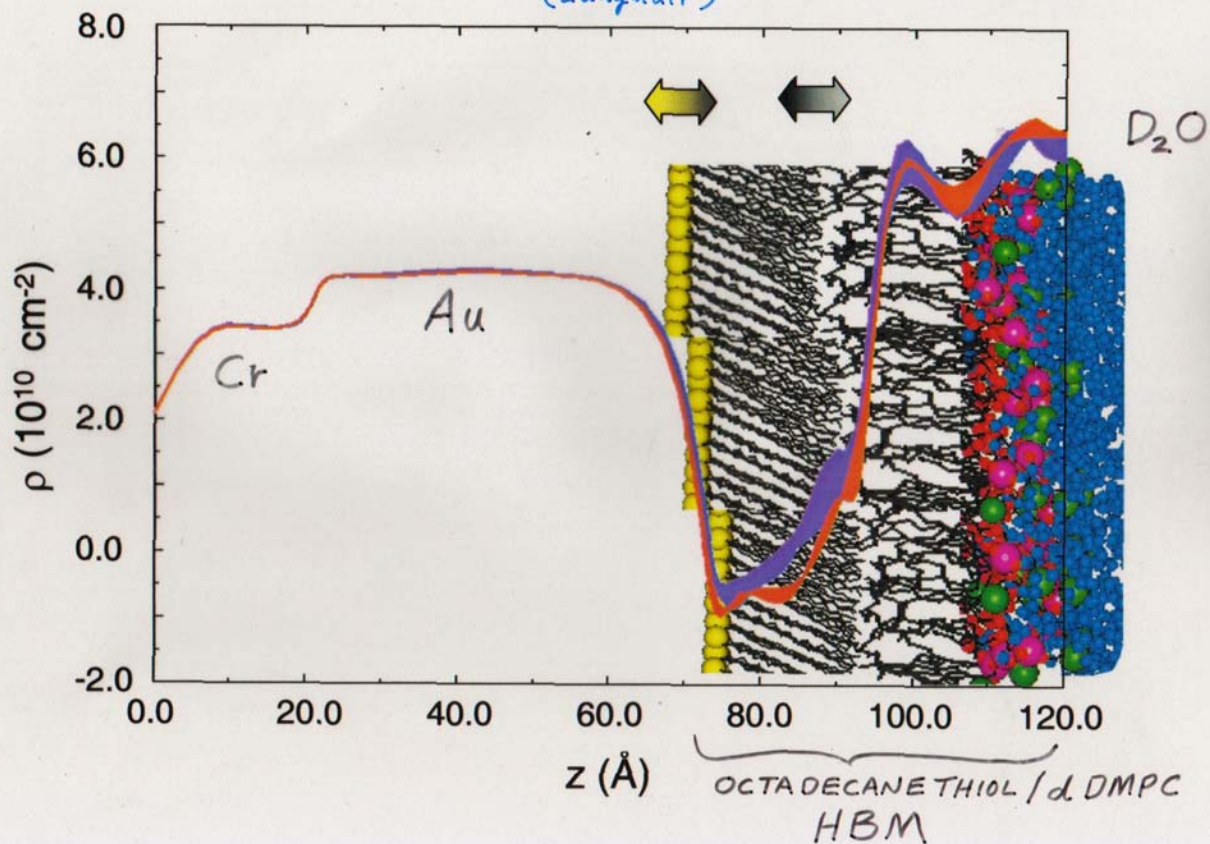 8.0
6.0
4.0
2.0
0.0
-2.0
ρ (10¹⁰ cm⁻²)
Cr
Au
D₂O
0.0 20.0 40.0 60.0 80.0 100.0 120.0
z (Å)
OCTADECANETHIOL / d DMPC
HBM